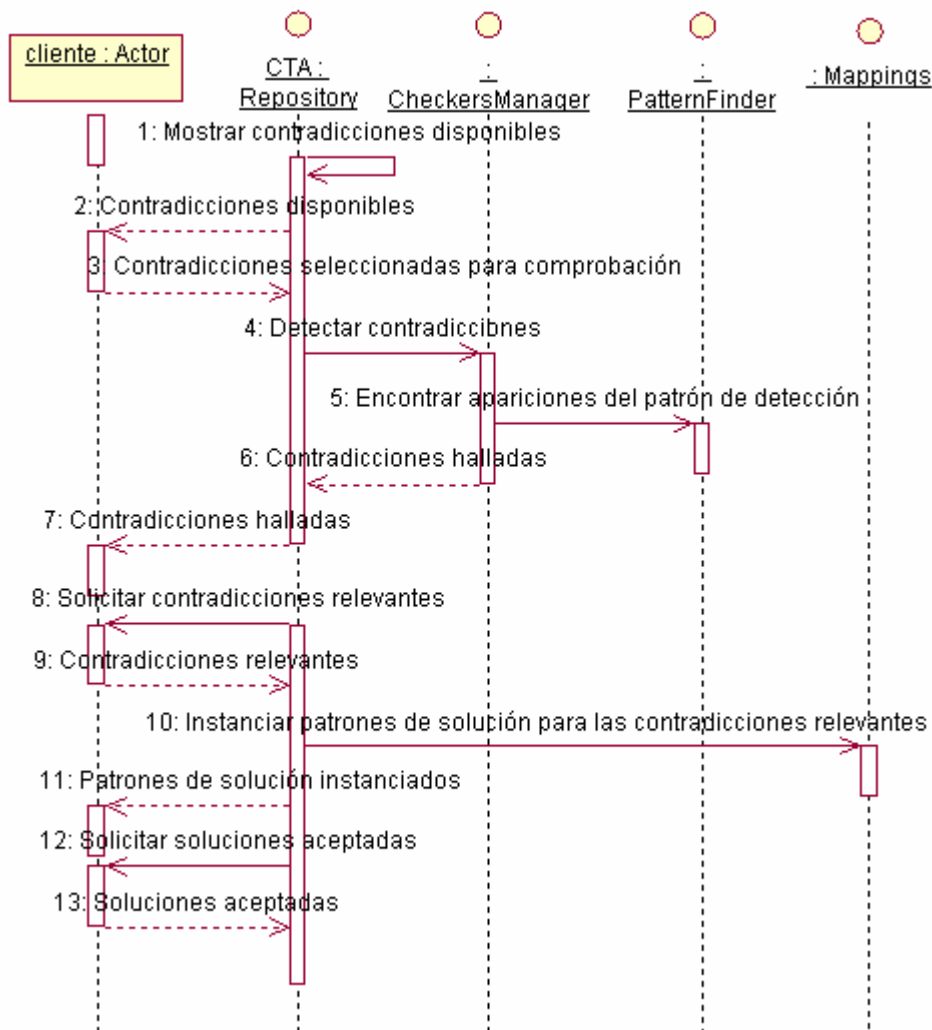 cliente : Actor
CTA :
Repository
:
CheckersManager
:
PatternFinder
: Mappings
1: Mostrar contradicciones disponibles
2: Contradicciones disponibles
3: Contradicciones seleccionadas para comprobación
4: Detectar contradicciones
5: Encontrar apariciones del patrón de detección
6: Contradicciones halladas
7: Contradicciones halladas
8: Solicitar contradicciones relevantes
9: Contradicciones relevantes
10: Instanciar patrones de solución para las contradicciones relevantes
11: Patrones de solución instanciados
12: Solicitar soluciones aceptadas
13: Soluciones aceptadas